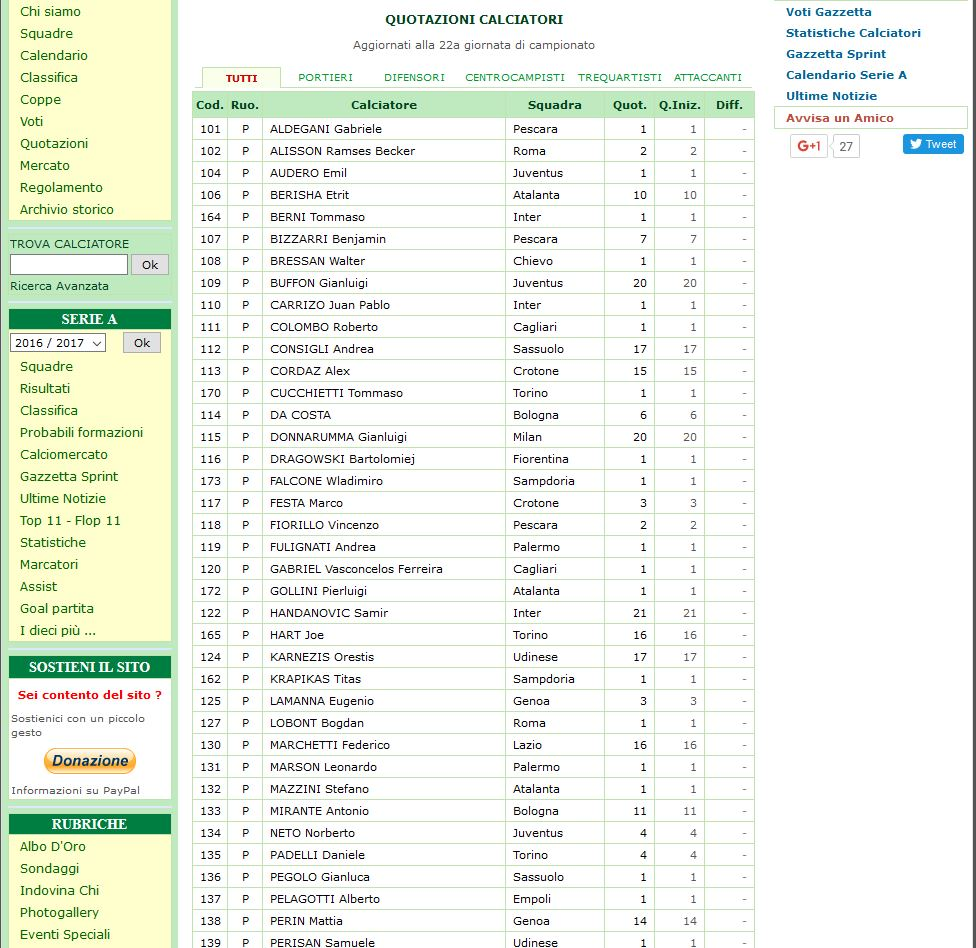 Chi siamo
Squadre
Calendario
Classifica
Coppe
Voti
Quotazioni
Mercato
Regolamento
Archivio storico
TROVA CALCIATORE
Ok
Ricerca Avanzata
SERIE A
2016 / 2017 Ok
Squadre
Risultati
Classifica
Probabili formazioni
Calciomercato
Gazzetta Sprint
Ultime Notizie
Top 11 - Flop 11
Statistiche
Marcatori
Assist
Goal partita
I dieci più ...
SOSTIENI IL SITO
Sei contento del sito ?
Sostienici con un piccolo
gesto
Donazione
Informazioni su PayPal
RUBRICHE
Albo D'Oro
Sondaggi
Indovina Chi
Photogallery
Eventi Speciali
QUOTAZIONI CALCIATORI
Aggiornati alla 22a giornata di campionato
TUTTI PORTIERI DIFENSORI CENTROCAMPISTI TREQUARTISTI ATTACCANTI
Cod. Ruo. Calciatore Squadra Quot. Q.Iniz. Diff.
101 P ALDEGANI Gabriele Pescara 1 1 -
102 P ALISSON Ramses Becker Roma 2 2 -
104 P AUDERO Emil Juventus 1 1 -
106 P BERISHA Etrit Atalanta 10 10 -
164 P BERNI Tommaso Inter 1 1 -
107 P BIZZARRI Benjamin Pescara 7 7 -
108 P BRESSAN Walter Chievo 1 1 -
109 P BUFFON Gianluigi Juventus 20 20 -
110 P CARRIZO Juan Pablo Inter 1 1 -
111 P COLOMBO Roberto Cagliari 1 1 -
112 P CONSIGLI Andrea Sassuolo 17 17 -
113 P CORDAZ Alex Crotone 15 15 -
170 P CUCCHIETTI Tommaso Torino 1 1 -
114 P DA COSTA Bologna 6 6 -
115 P DONNARUMMA Gianluigi Milan 20 20 -
116 P DRAGOWSKI Bartolomiej Fiorentina 1 1 -
173 P FALCONE Wladimiro Sampdoria 1 1 -
117 P FESTA Marco Crotone 3 3 -
118 P FIORILLO Vincenzo Pescara 2 2 -
119 P FULIGNATI Andrea Palermo 1 1 -
120 P GABRIEL Vasconcelos Ferreira Cagliari 1 1 -
172 P GOLLINI Pierluigi Atalanta 1 1 -
122 P HANDANOVIC Samir Inter 21 21 -
165 P HART Joe Torino 16 16 -
124 P KARNEZIS Orestis Udinese 17 17 -
162 P KRAPIKAS Titas Sampdoria 1 1 -
125 P LAMANNA Eugenio Genoa 3 3 -
127 P LOBONT Bogdan Roma 1 1 -
130 P MARCHETTI Federico Lazio 16 16 -
131 P MARSON Leonardo Palermo 1 1 -
132 P MAZZINI Stefano Atalanta 1 1 -
133 P MIRANTE Antonio Bologna 11 11 -
134 P NETO Norberto Juventus 4 4 -
135 P PADELLI Daniele Torino 4 4 -
136 P PEGOLO Gianluca Sassuolo 1 1 -
137 P PELAGOTTI Alberto Empoli 1 1 -
138 P PERIN Mattia Genoa 14 14 -
139 P PERISAN Samuele Udinese 1 1 -
Voti Gazzetta
Statistiche Calciatori
Gazzetta Sprint
Calendario Serie A
Ultime Notizie
Avvisa un Amico
G+1 27 Tweet